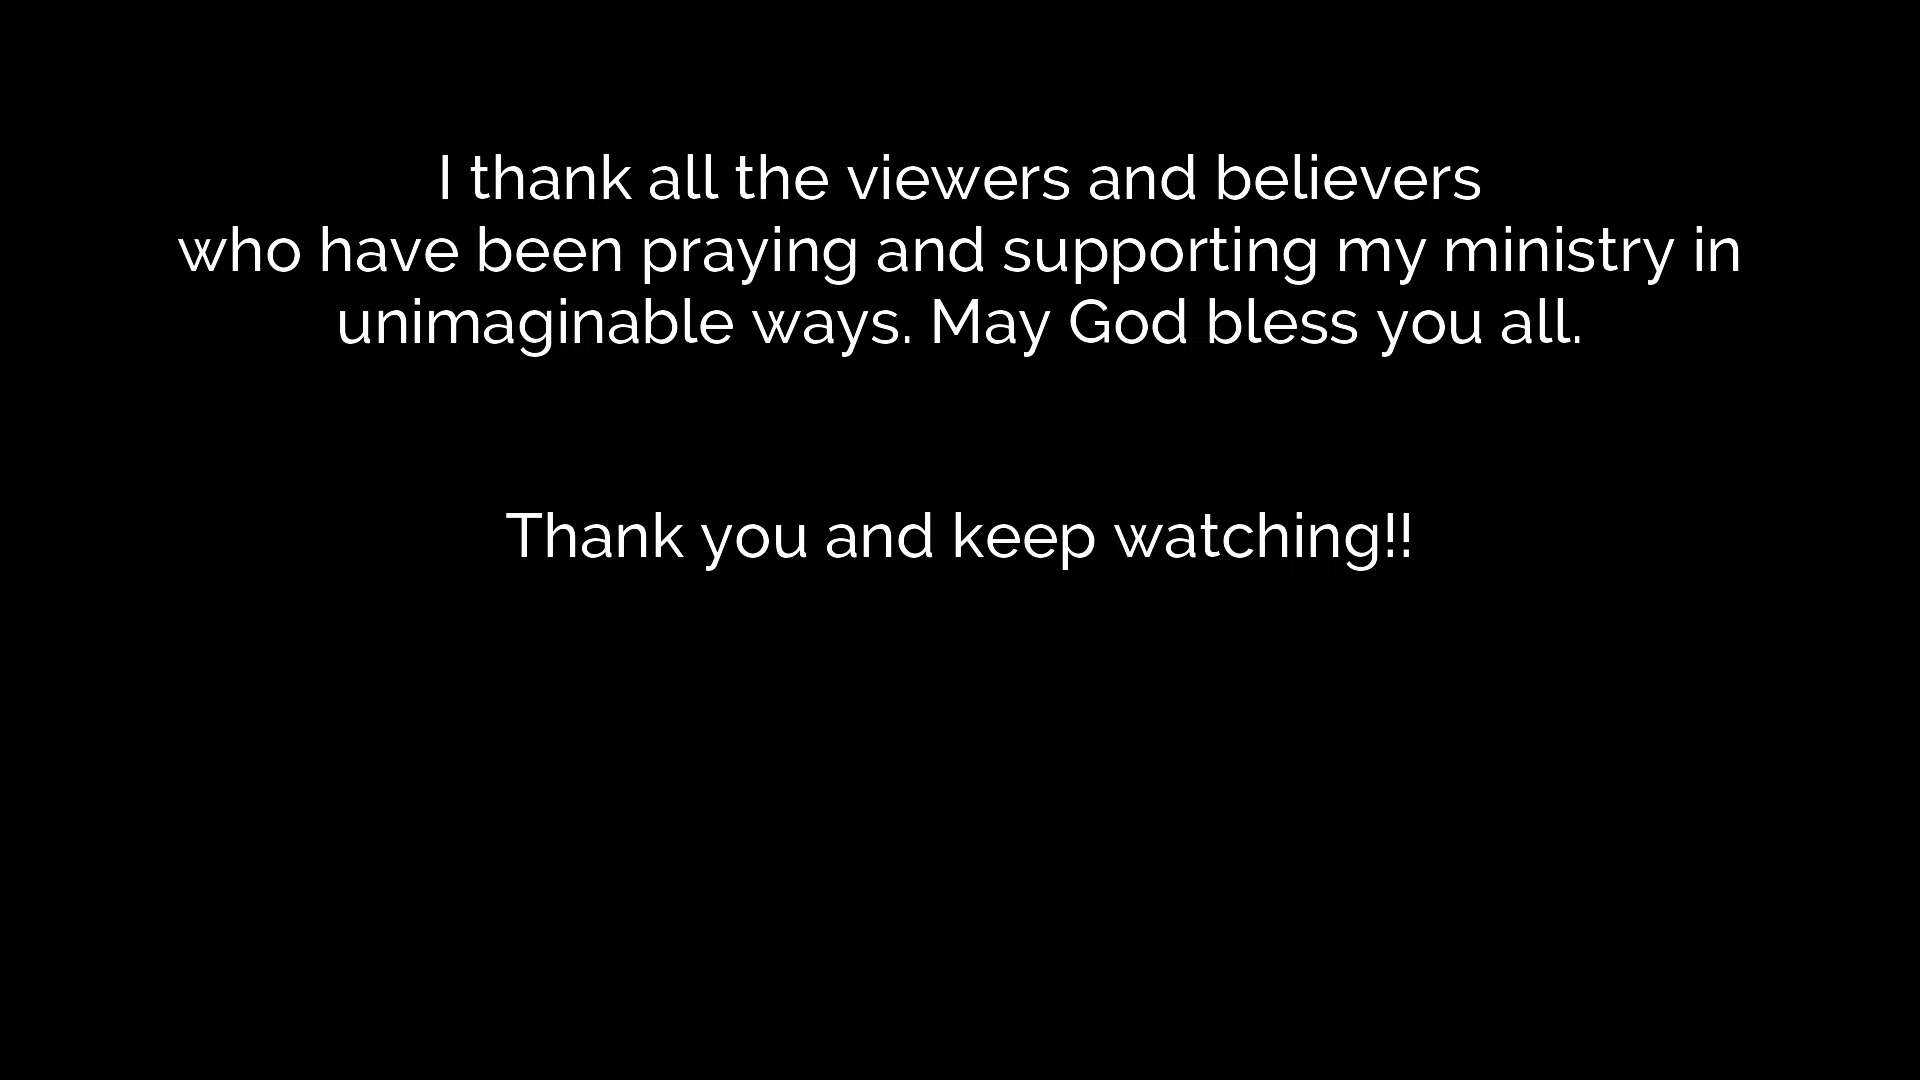 I thank all the viewers and believers
who have been praying and supporting my ministry in
unimaginable ways. May God bless you all.
Thank you and keep watching!!